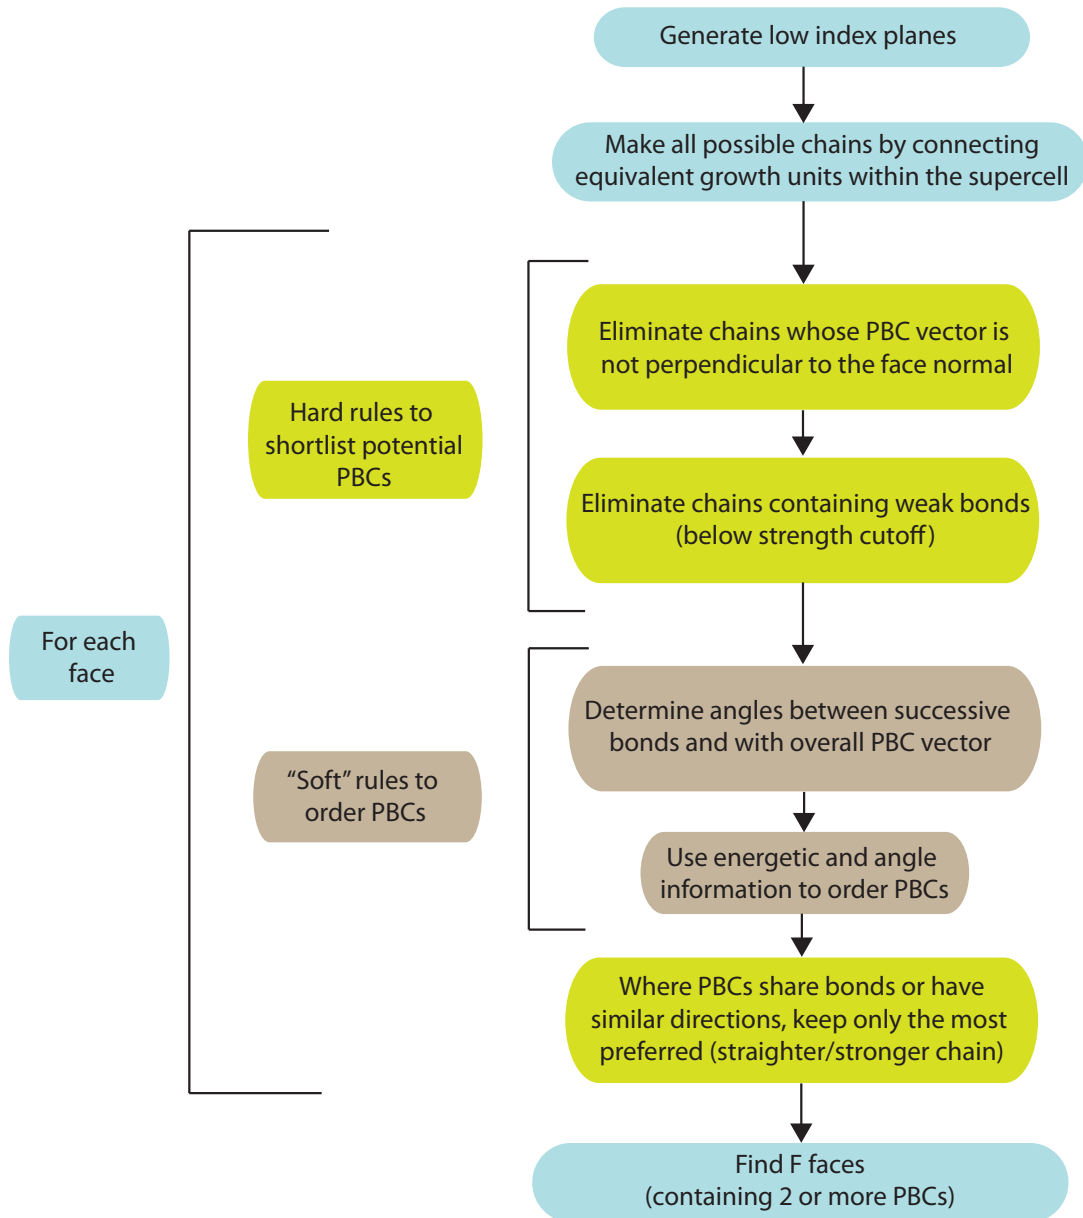 Generate low index planes
Make all possible chains by connecting
equivalent growth units within the supercell
Eliminate chains whose PBC vector is
not perpendicular to the face normal
Hard rules to
shortlist potential
PBCs
Eliminate chains containing weak bonds
(below strength cutoff)
For each
face
Determine angles between successive
bonds and with overall PBC vector
“Soft” rules to
order PBCs
Use energetic and angle
information to order PBCs
Where PBCs share bonds or have
similar directions, keep only the most
preferred (straighter/stronger chain)
Find F faces
(containing 2 or more PBCs)